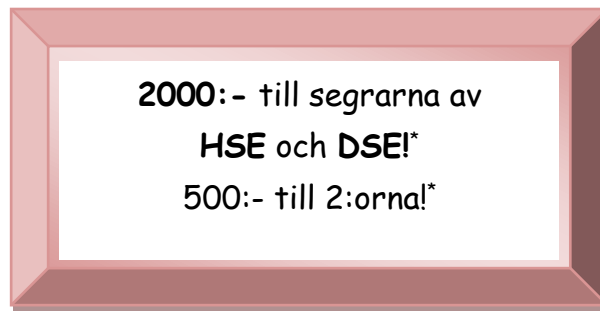 2000:- till segrarna av
HSE och DSE!*
500:- till 2:orna!*